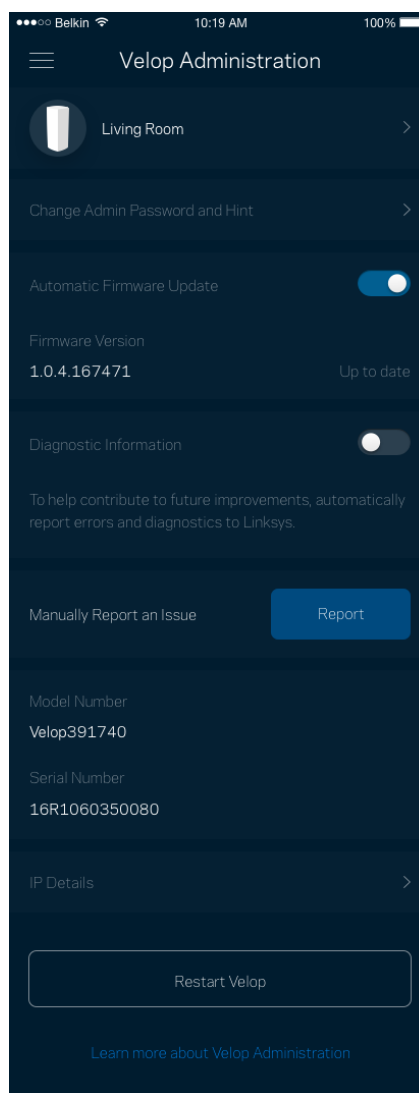 Belkin 10:19 AM 100%
Velop Administration
Living Room
Change Admin Password and Hint
Automatic Firmware Update
Firmware Version
1.0.4.167471 Up to date
Diagnostic Information
To help contribute to future improvements, automatically
report errors and diagnostics to Linksys.
Manually Report an Issue Report
Model Number
Velop391740
Serial Number
16R1060350080
IP Details
Restart Velop
Learn more about Velop Administration